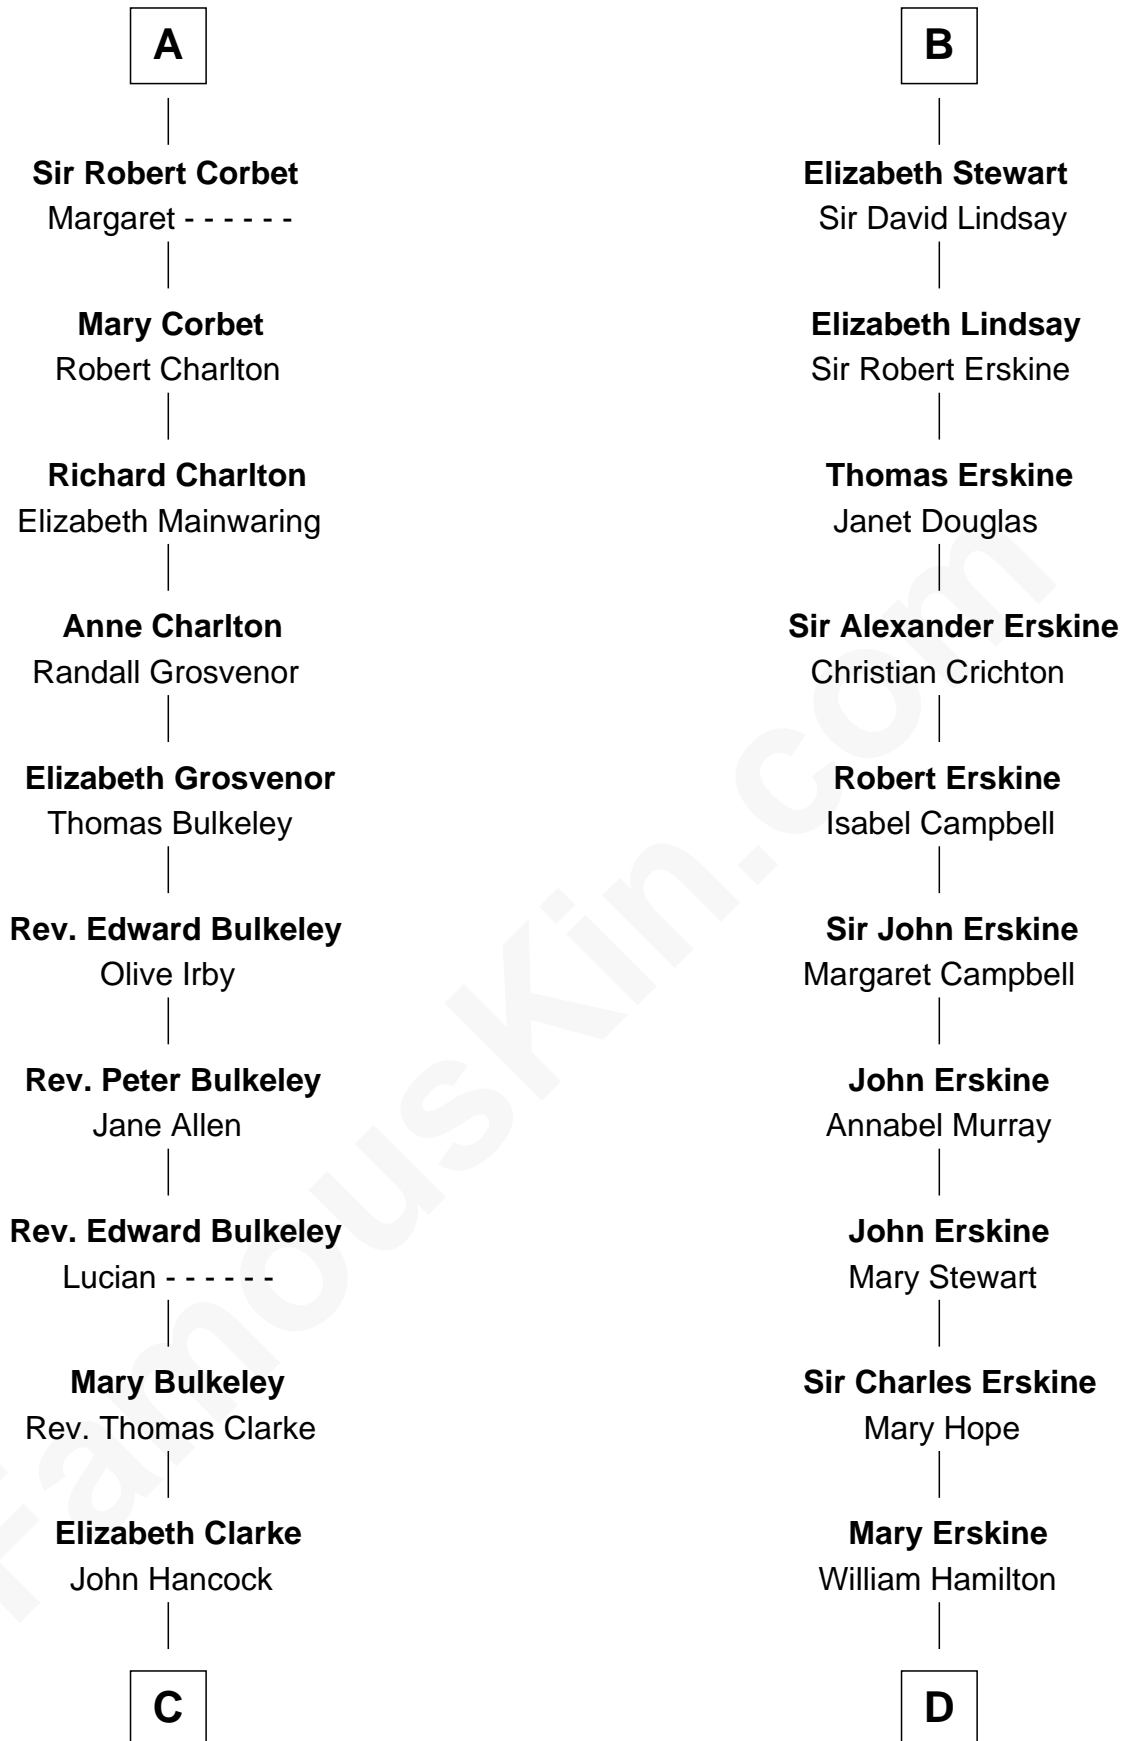 A
Sir Robert Corbet
Margaret - - - - - -
Mary Corbet
Robert Charlton
Richard Charlton
Elizabeth Mainwaring
Anne Charlton
Randall Grosvenor
Elizabeth Grosvenor
Thomas Bulkeley
Rev. Edward Bulkeley
Olive Irby
Rev. Peter Bulkeley
Jane Allen
Rev. Edward Bulkeley
Lucian - - - - - -
Mary Bulkeley
Rev. Thomas Clarke
Elizabeth Clarke
John Hancock
C
B
Elizabeth Stewart
Sir David Lindsay
Elizabeth Lindsay
Sir Robert Erskine
Thomas Erskine
Janet Douglas
Sir Alexander Erskine
Christian Crichton
Robert Erskine
Isabel Campbell
Sir John Erskine
Margaret Campbell
John Erskine
Annabel Murray
John Erskine
Mary Stewart
Sir Charles Erskine
Mary Hope
Mary Erskine
William Hamilton
D
FamousKin.com